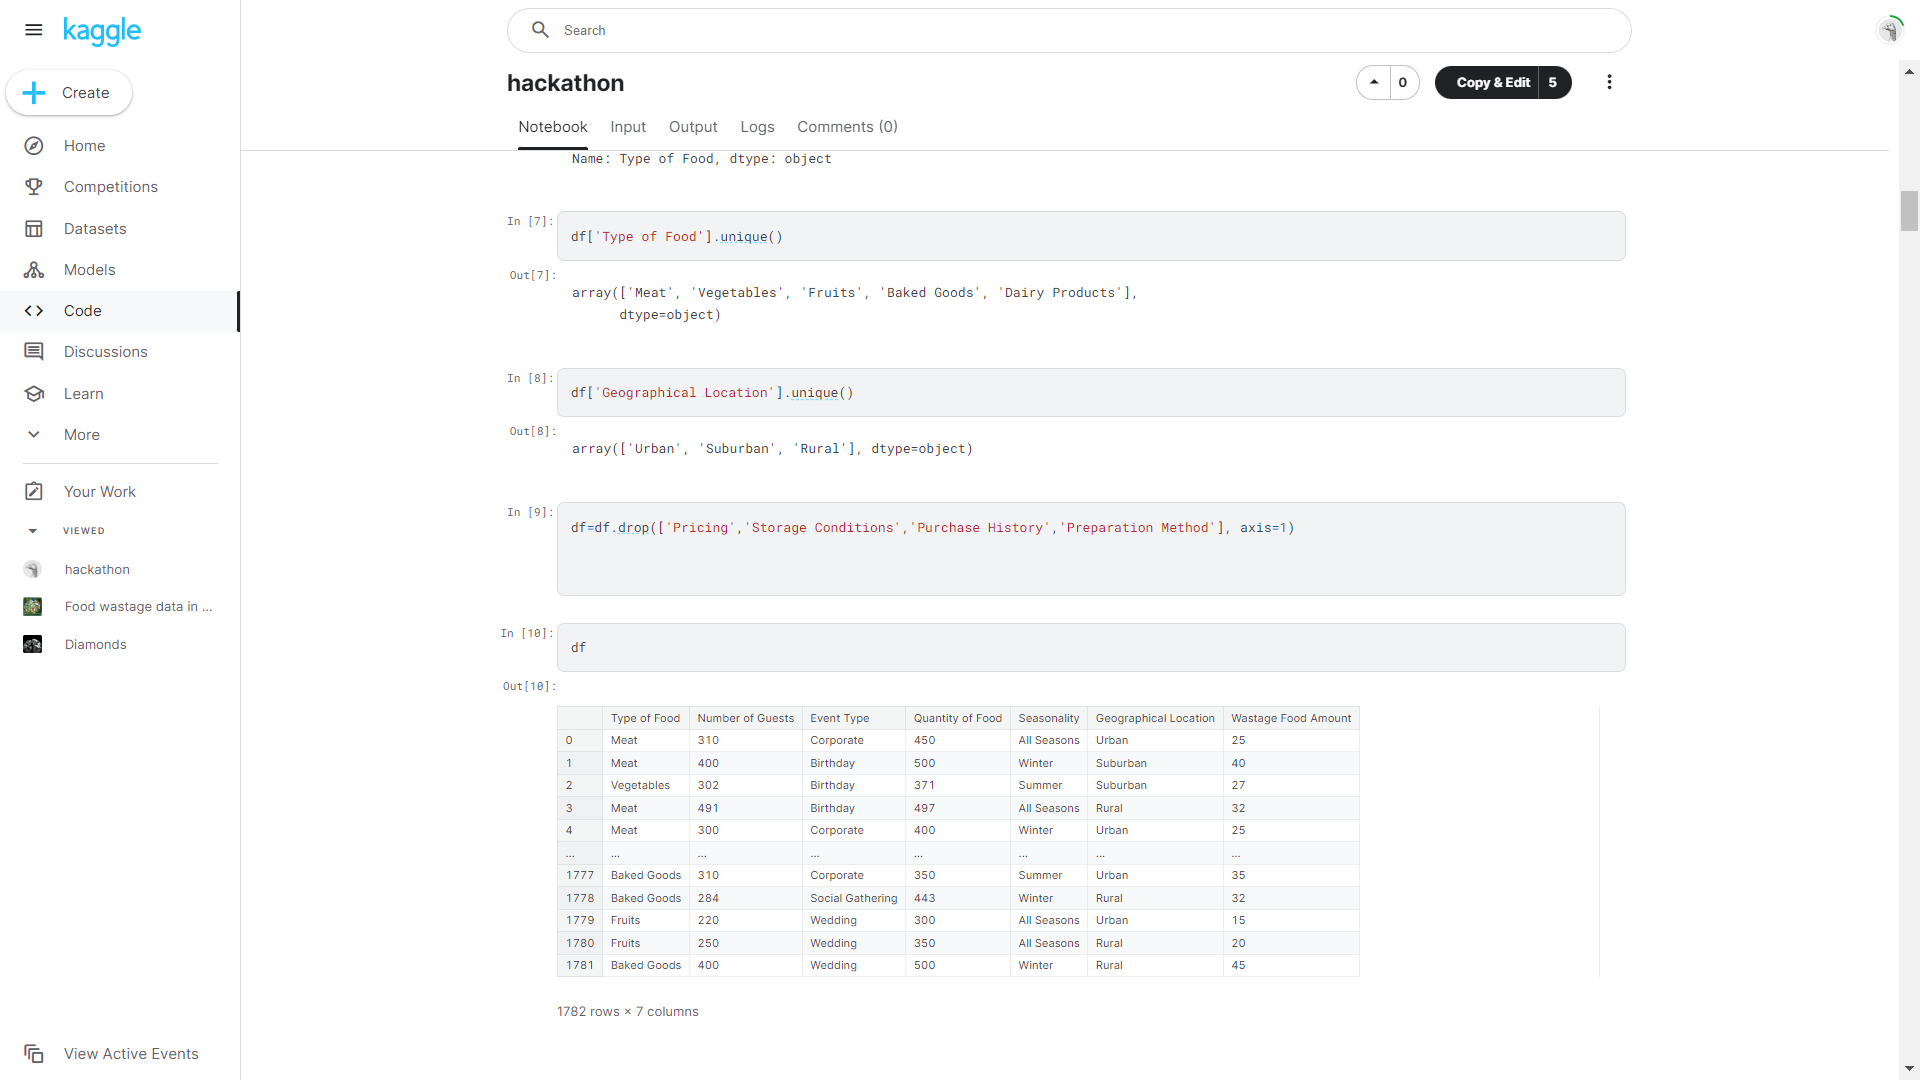 kaggle
Search
Create
hackathon
0
Copy & Edit 5
Notebook Input Output Logs Comments (0)
Home
Competitions
Datasets
Models
Code
Discussions
Learn
More
Your Work
VIEWED
hackathon
Food wastage data in ...
Diamonds
View Active Events
Name: Type of Food, dtype: object
In [7]:
df['Type of Food'].unique()
Out[7]:
array(['Meat', 'Vegetables', 'Fruits', 'Baked Goods', 'Dairy Products'],
dtype=object)
In [8]:
df['Geographical Location'].unique()
Out[8]:
array(['Urban', 'Suburban', 'Rural'], dtype=object)
In [9]:
df=df.drop(['Pricing','Storage Conditions','Purchase History','Preparation Method'], axis=1)
In [10]:
df
Out[10]:
Type of Food Number of Guests Event Type Quantity of Food Seasonality Geographical Location Wastage Food Amount
0 Meat 310 Corporate 450 All Seasons Urban 25
1 Meat 400 Birthday 500 Winter Suburban 40
2 Vegetables 302 Birthday 371 Summer Suburban 27
3 Meat 491 Birthday 497 All Seasons Rural 32
4 Meat 300 Corporate 400 Winter Urban 25
... ... ... ... ... ... ... ...
1777 Baked Goods 310 Corporate 350 Summer Urban 35
1778 Baked Goods 284 Social Gathering 443 Winter Rural 32
1779 Fruits 220 Wedding 300 All Seasons Urban 15
1780 Fruits 250 Wedding 350 All Seasons Rural 20
1781 Baked Goods 400 Wedding 500 Winter Rural 45
1782 rows × 7 columns